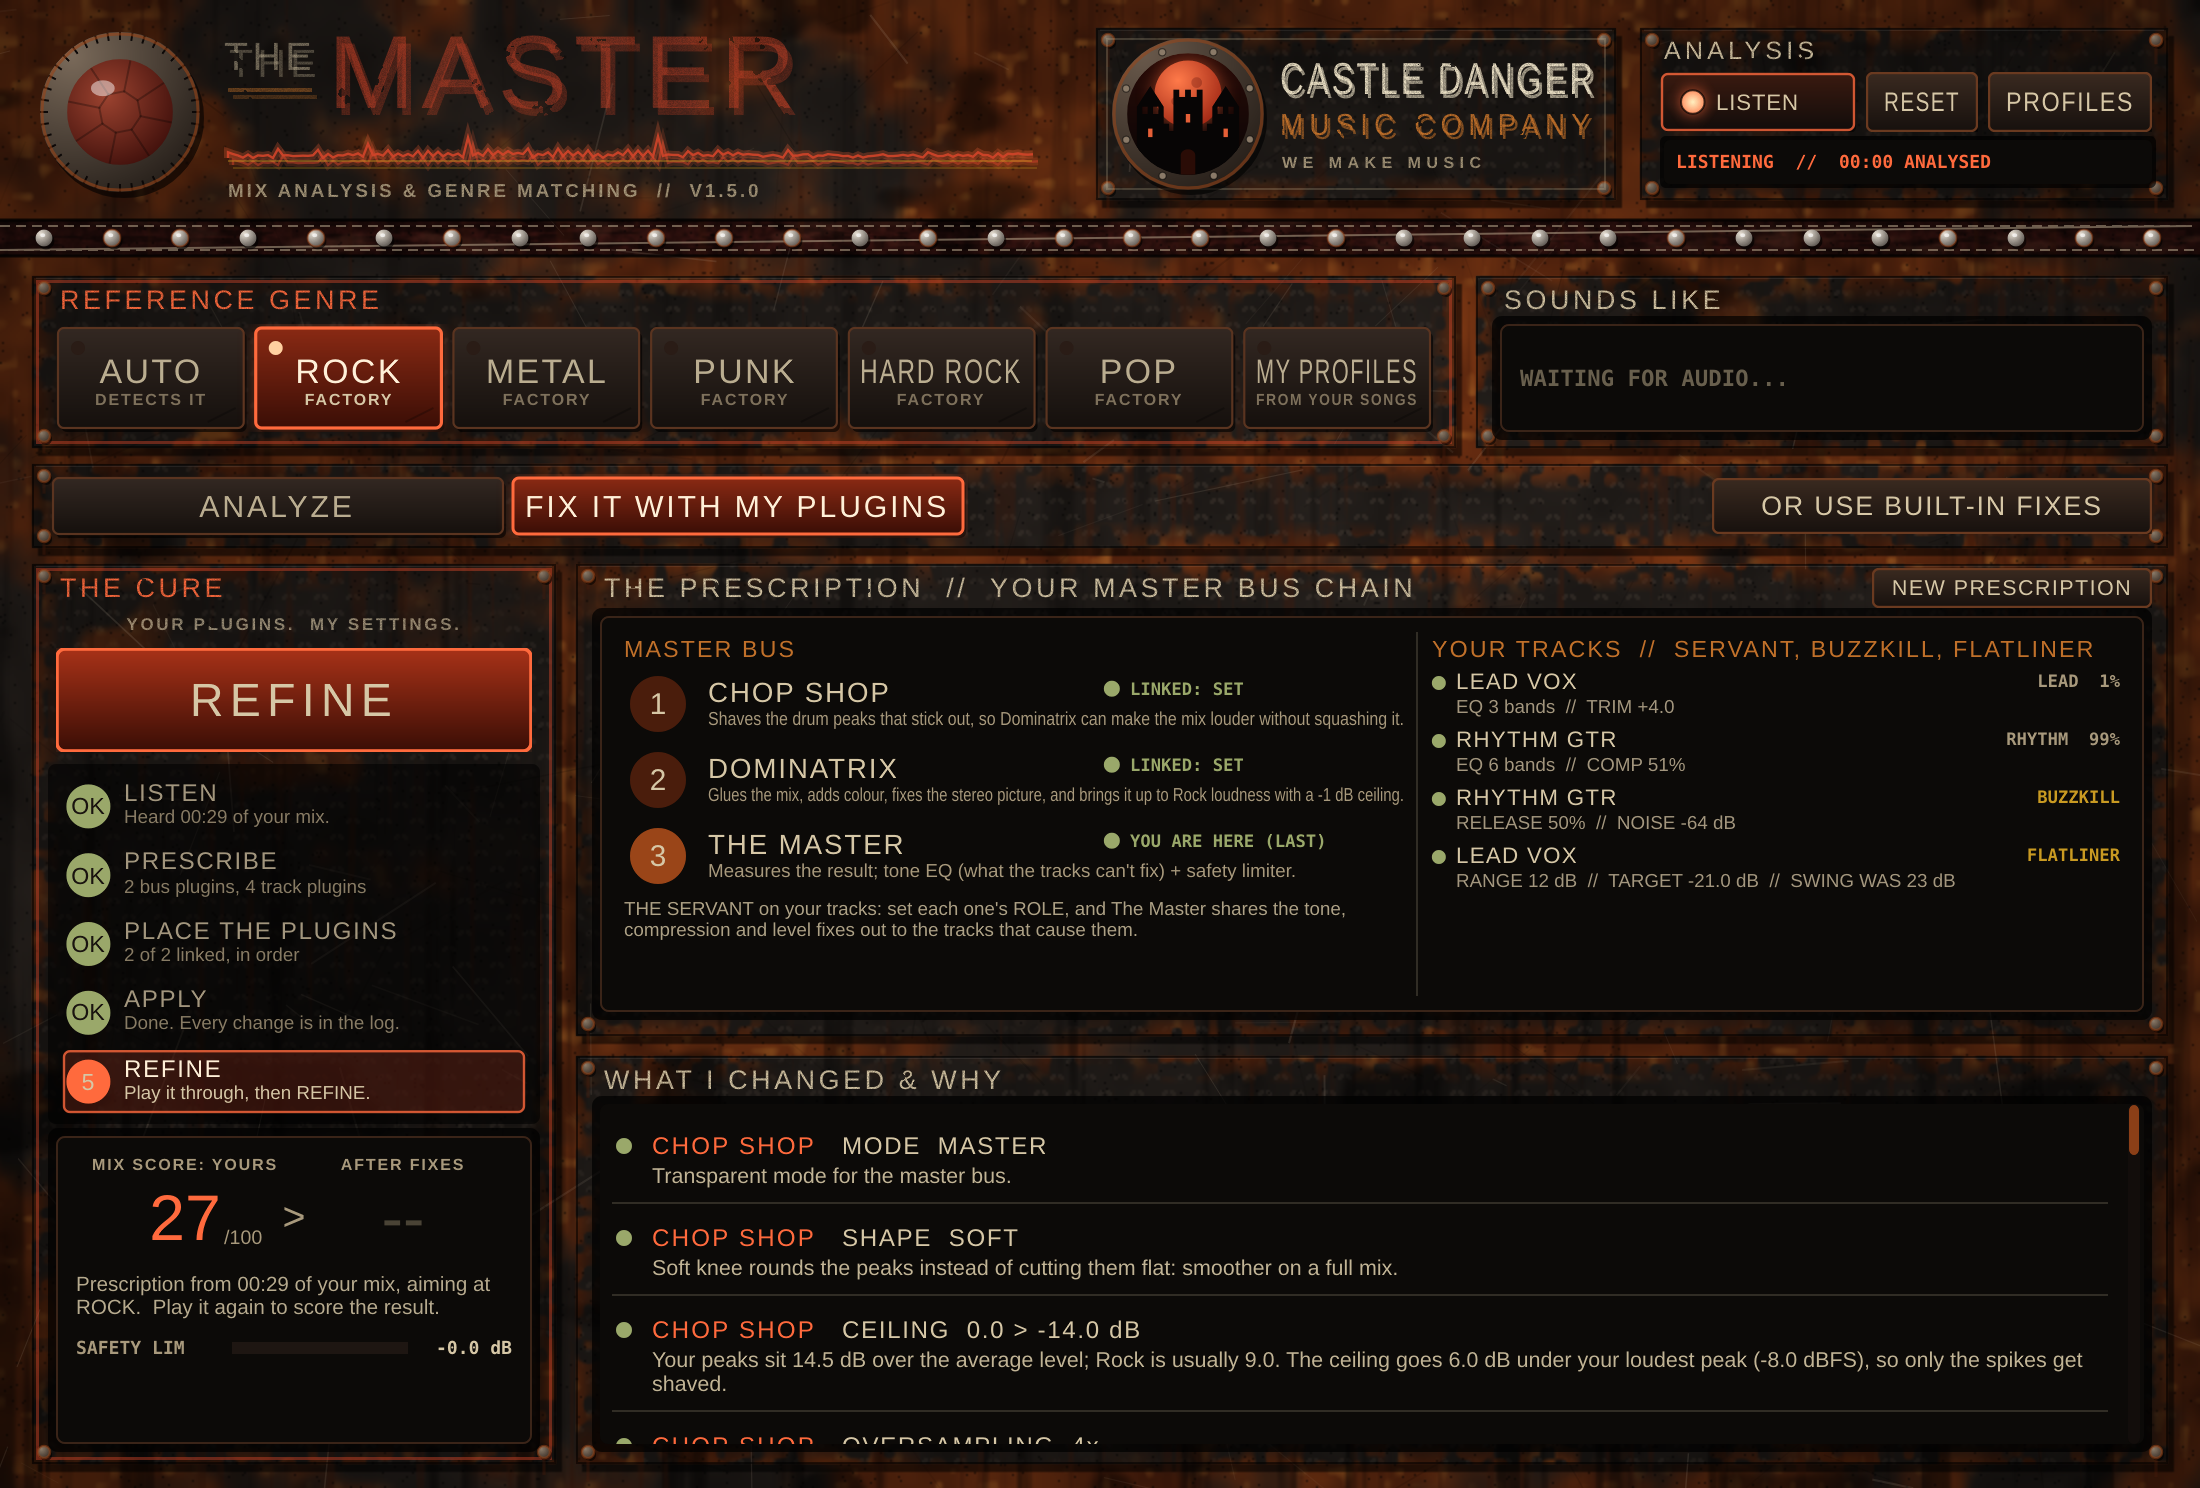 THE MASTER
MIX ANALYSIS & GENRE MATCHING // V1.5.0
CASTLE DANGER
MUSIC COMPANY
WE MAKE MUSIC
ANALYSIS
LISTEN
RESET
PROFILES
LISTENING // 00:00 ANALYSED
REFERENCE GENRE
AUTO
DETECTS IT
ROCK
FACTORY
METAL
FACTORY
PUNK
FACTORY
HARD ROCK
FACTORY
POP
FACTORY
MY PROFILES
FROM YOUR SONGS
SOUNDS LIKE
WAITING FOR AUDIO...
ANALYZE
FIX IT WITH MY PLUGINS
OR USE BUILT-IN FIXES
THE CURE
YOUR PLUGINS. MY SETTINGS.
REFINE
OK
LISTEN
Heard 00:29 of your mix.
OK
PRESCRIBE
2 bus plugins, 4 track plugins
OK
PLACE THE PLUGINS
2 of 2 linked, in order
OK
APPLY
Done. Every change is in the log.
5
REFINE
Play it through, then REFINE.
MIX SCORE: YOURS
AFTER FIXES
27 /100 > --
Prescription from 00:29 of your mix, aiming at
ROCK. Play it again to score the result.
SAFETY LIM -0.0 dB
THE PRESCRIPTION // YOUR MASTER BUS CHAIN
NEW PRESCRIPTION
MASTER BUS
1
CHOP SHOP
LINKED: SET
Shaves the drum peaks that stick out, so Dominatrix can make the mix louder without squashing it.
2
DOMINATRIX
LINKED: SET
Glues the mix, adds colour, fixes the stereo picture, and brings it up to Rock loudness with a -1 dB ceiling.
3
THE MASTER
YOU ARE HERE (LAST)
Measures the result; tone EQ (what the tracks can't fix) + safety limiter.
THE SERVANT on your tracks: set each one's ROLE, and The Master shares the tone,
compression and level fixes out to the tracks that cause them.
YOUR TRACKS // SERVANT, BUZZKILL, FLATLINER
LEAD VOX
LEAD 1%
EQ 3 bands // TRIM +4.0
RHYTHM GTR
RHYTHM 99%
EQ 6 bands // COMP 51%
RHYTHM GTR
BUZZKILL
RELEASE 50% // NOISE -64 dB
LEAD VOX
FLATLINER
RANGE 12 dB // TARGET -21.0 dB // SWING WAS 23 dB
WHAT I CHANGED & WHY
CHOP SHOP MODE MASTER
Transparent mode for the master bus.
CHOP SHOP SHAPE SOFT
Soft knee rounds the peaks instead of cutting them flat: smoother on a full mix.
CHOP SHOP CEILING 0.0 > -14.0 dB
Your peaks sit 14.5 dB over the average level; Rock is usually 9.0. The ceiling goes 6.0 dB under your loudest peak (-8.0 dBFS), so only the spikes get
shaved.
CHOP SHOP OVERSAMPLING 4x